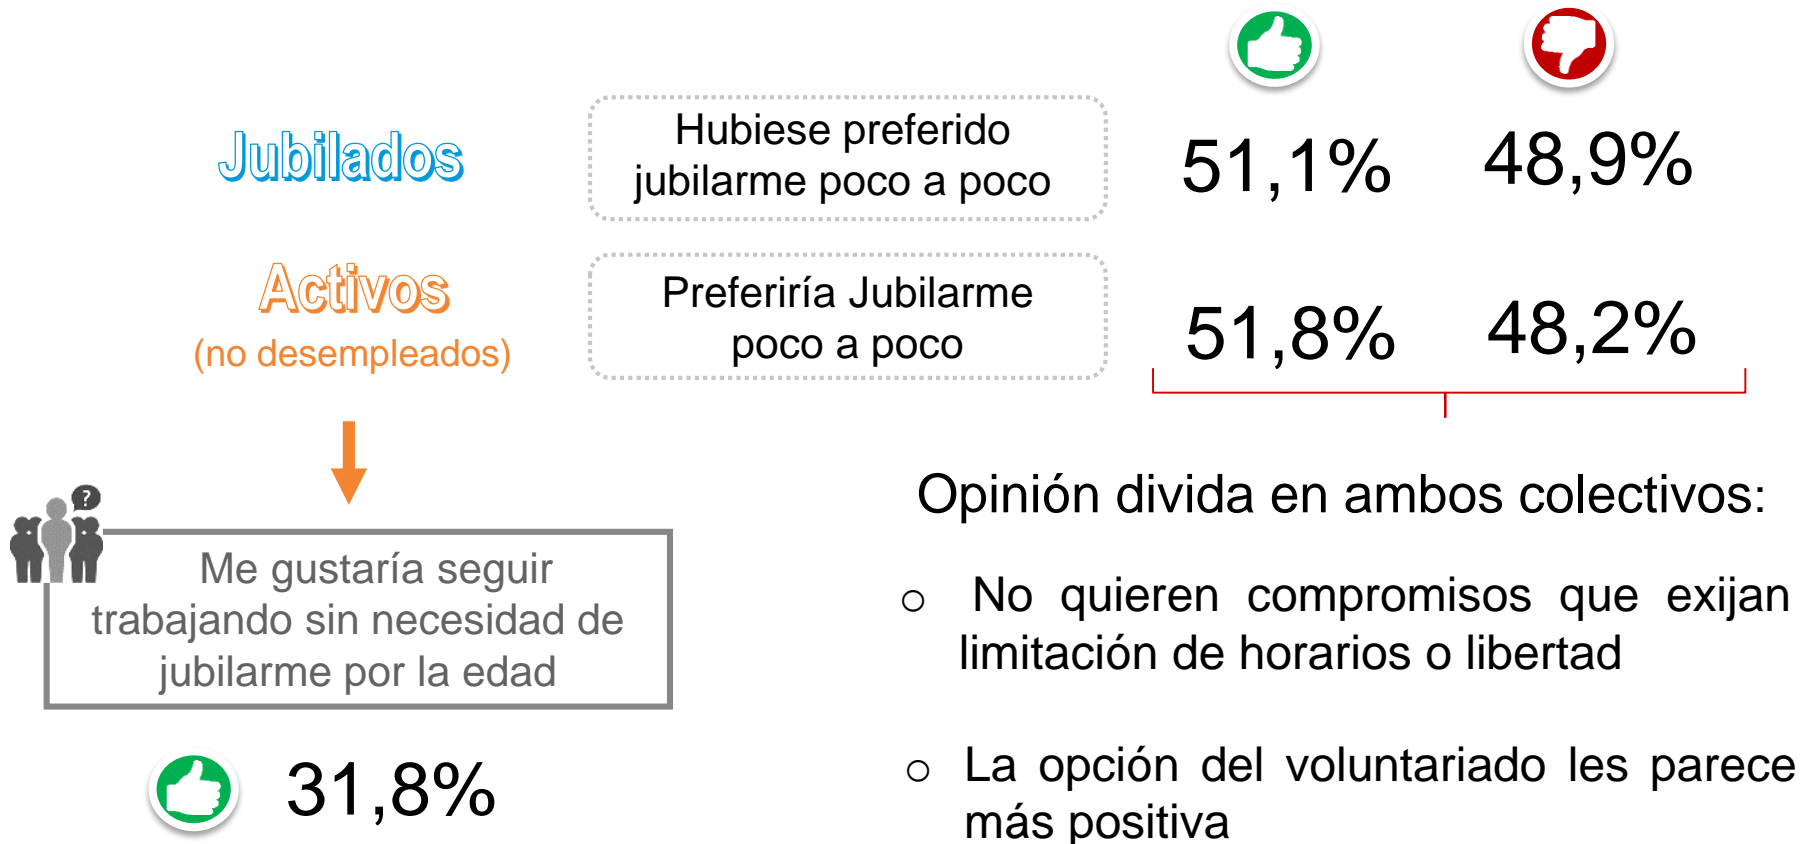 Jubilados
Hubiese preferido
jubilarme poco a poco
51,1%
48,9%
Activos
(no desempleados)
Preferiría Jubilarme
poco a poco
51,8%
48,2%
?
Me gustaría seguir
trabajando sin necesidad de
jubilarme por la edad
31,8%
Opinión divida en ambos colectivos:
o No quieren compromisos que exijan
limitación de horarios o libertad
o La opción del voluntariado les parece
más positiva